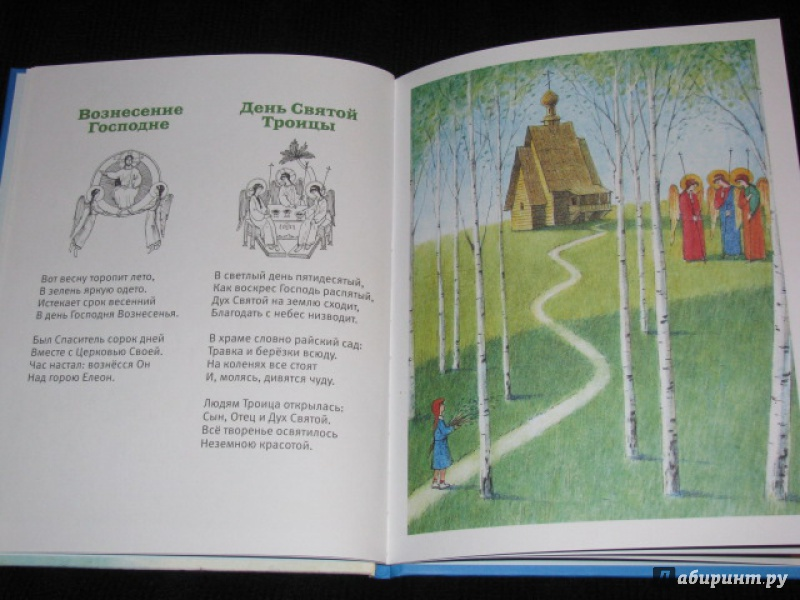 Вознесение
Господне
Вот весну торопит лето,
В зелень яркую одето.
Истекает срок весенний
В день Господня Вознесенья.
Был Спаситель сорок дней
Вместе с Церковью Своей.
Час настал: вознёсся Он
Над горою Елеон.
День Святой
Троицы
В светлый день пятидесятый,
Как воскрес Господь распятый,
Дух Святой на землю сходит,
Благодать с небес низводит.
В храме словно райский сад:
Травка и берёзки всюду.
На коленях все стоят
И, молясь, дивятся чуду.
Людям Троица открылась:
Сын, Отец и Дух Святой.
Всё творенье освятилось
Неземною красотой.
Лабиринт.ру